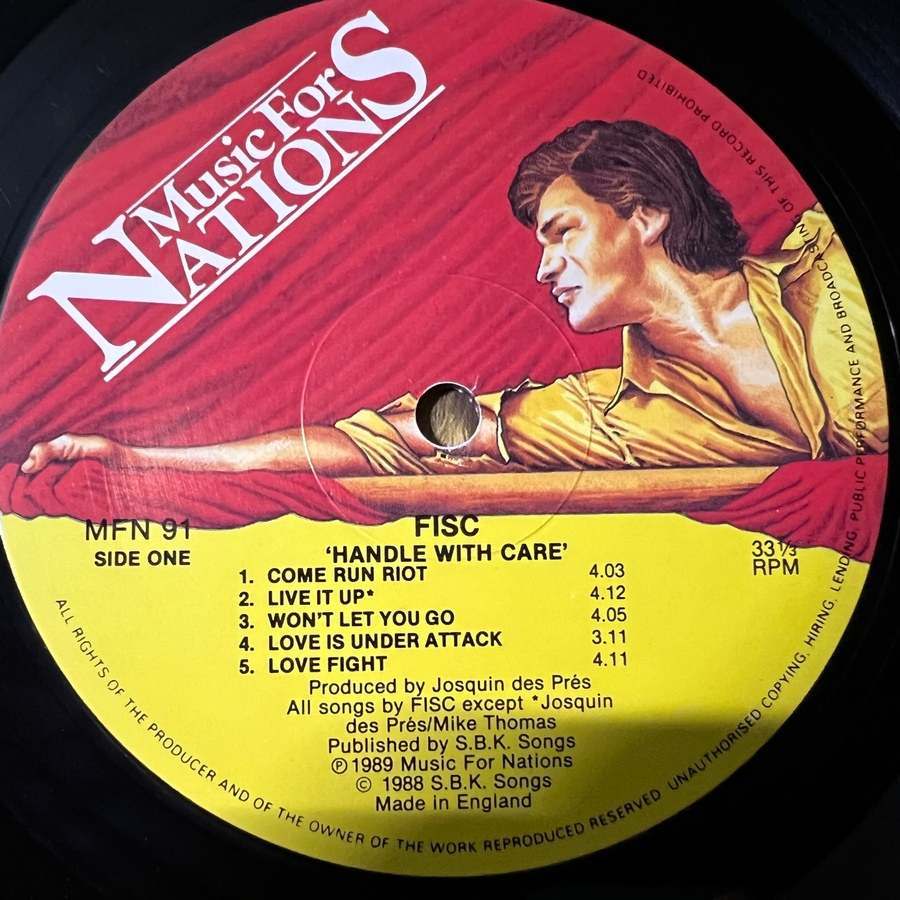 Music For
NATIONS
MFN 91
SIDE ONE
FISC
'HANDLE WITH CARE'
33 1/3
RPM
1. COME RUN RIOT 4.03
2. LIVE IT UP* 4.12
3. WON'T LET YOU GO 4.05
4. LOVE IS UNDER ATTACK 3.11
5. LOVE FIGHT 4.11
Produced by Josquin des Prés
All songs by FISC except *Josquin
des Prés/Mike Thomas
Published by S.B.K. Songs
℗ 1989 Music For Nations
© 1988 S.B.K. Songs
Made in England
ALL RIGHTS OF THE PRODUCER AND OF THE OWNER OF THE WORK REPRODUCED RESERVED. UNAUTHORISED COPYING, HIRING, LENDING, PUBLIC PERFORMANCE AND BROADCASTING OF THIS RECORD PROHIBITED